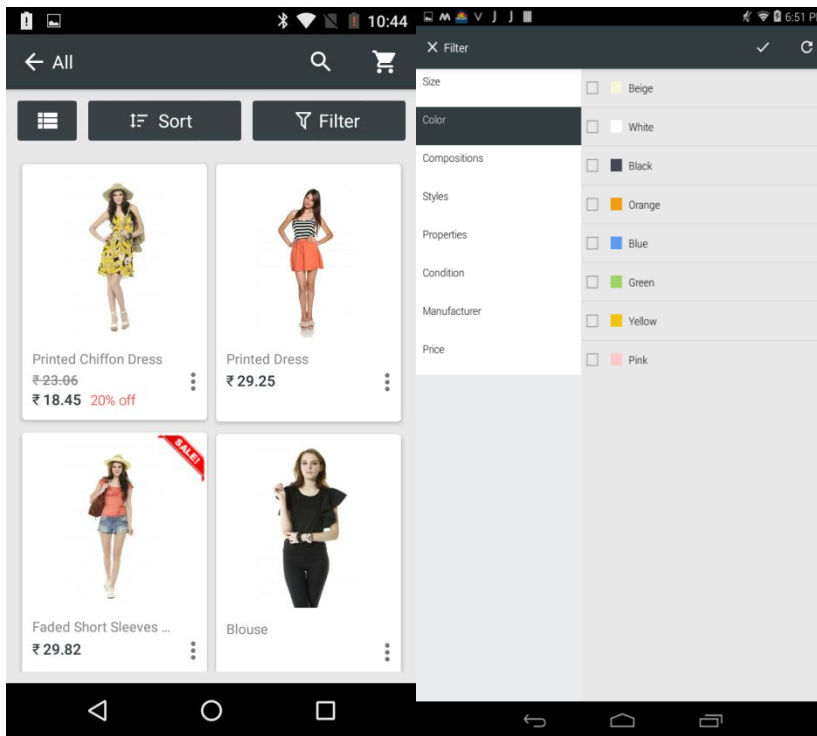 10:44
All
Sort
Filter
Printed Chiffon Dress
₹ 23.06
₹ 18.45 20% off
Printed Dress
₹ 29.25
SALE!
Faded Short Sleeves ...
₹ 29.82
Blouse
6:51 P
Filter
Size
Color
Compositions
Styles
Properties
Condition
Manufacturer
Price
Beige
White
Black
Orange
Blue
Green
Yellow
Pink